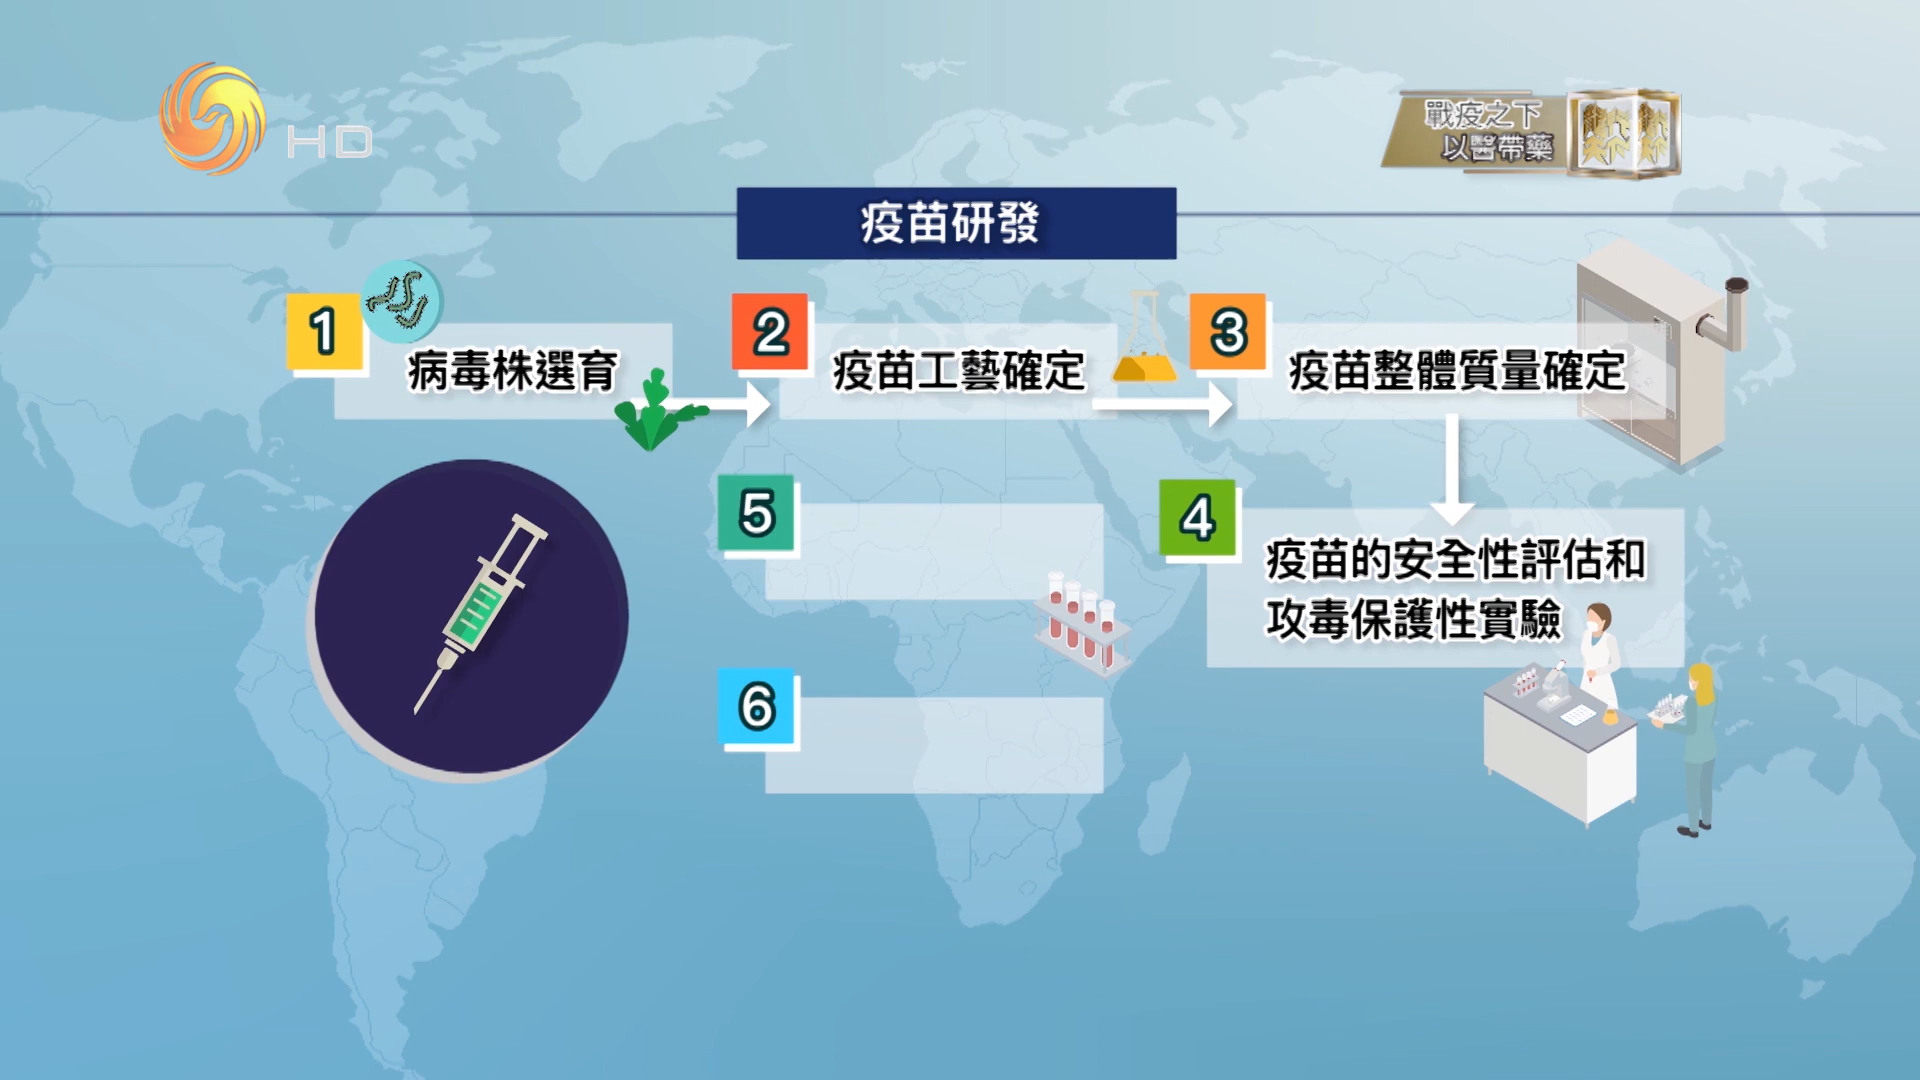 HD
戰疫之下
以醫帶藥
疫苗研發
1
病毒株選育
2
疫苗工藝確定
3
疫苗整體質量確定
4
疫苗的安全性評估和
攻毒保護性實驗
5
6